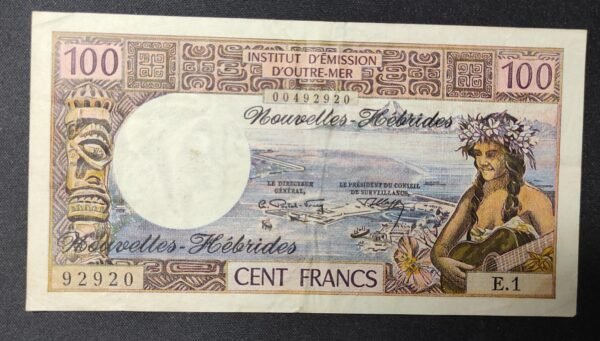 100
INSTITUT D'ÉMISSION
D'OUTRE-MER
100
00492920
Nouvelles-Hébrides
LE DIRECTEUR
GÉNÉRAL,
LE PRÉSIDENT DU CONSEIL
DE SURVEILLANCE,
Nouvelles-Hébrides
92920
CENT FRANCS
E.1